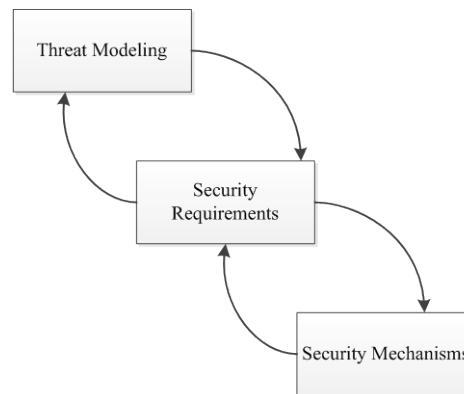 Threat Modeling
Security
Requirements
Security Mechanisms